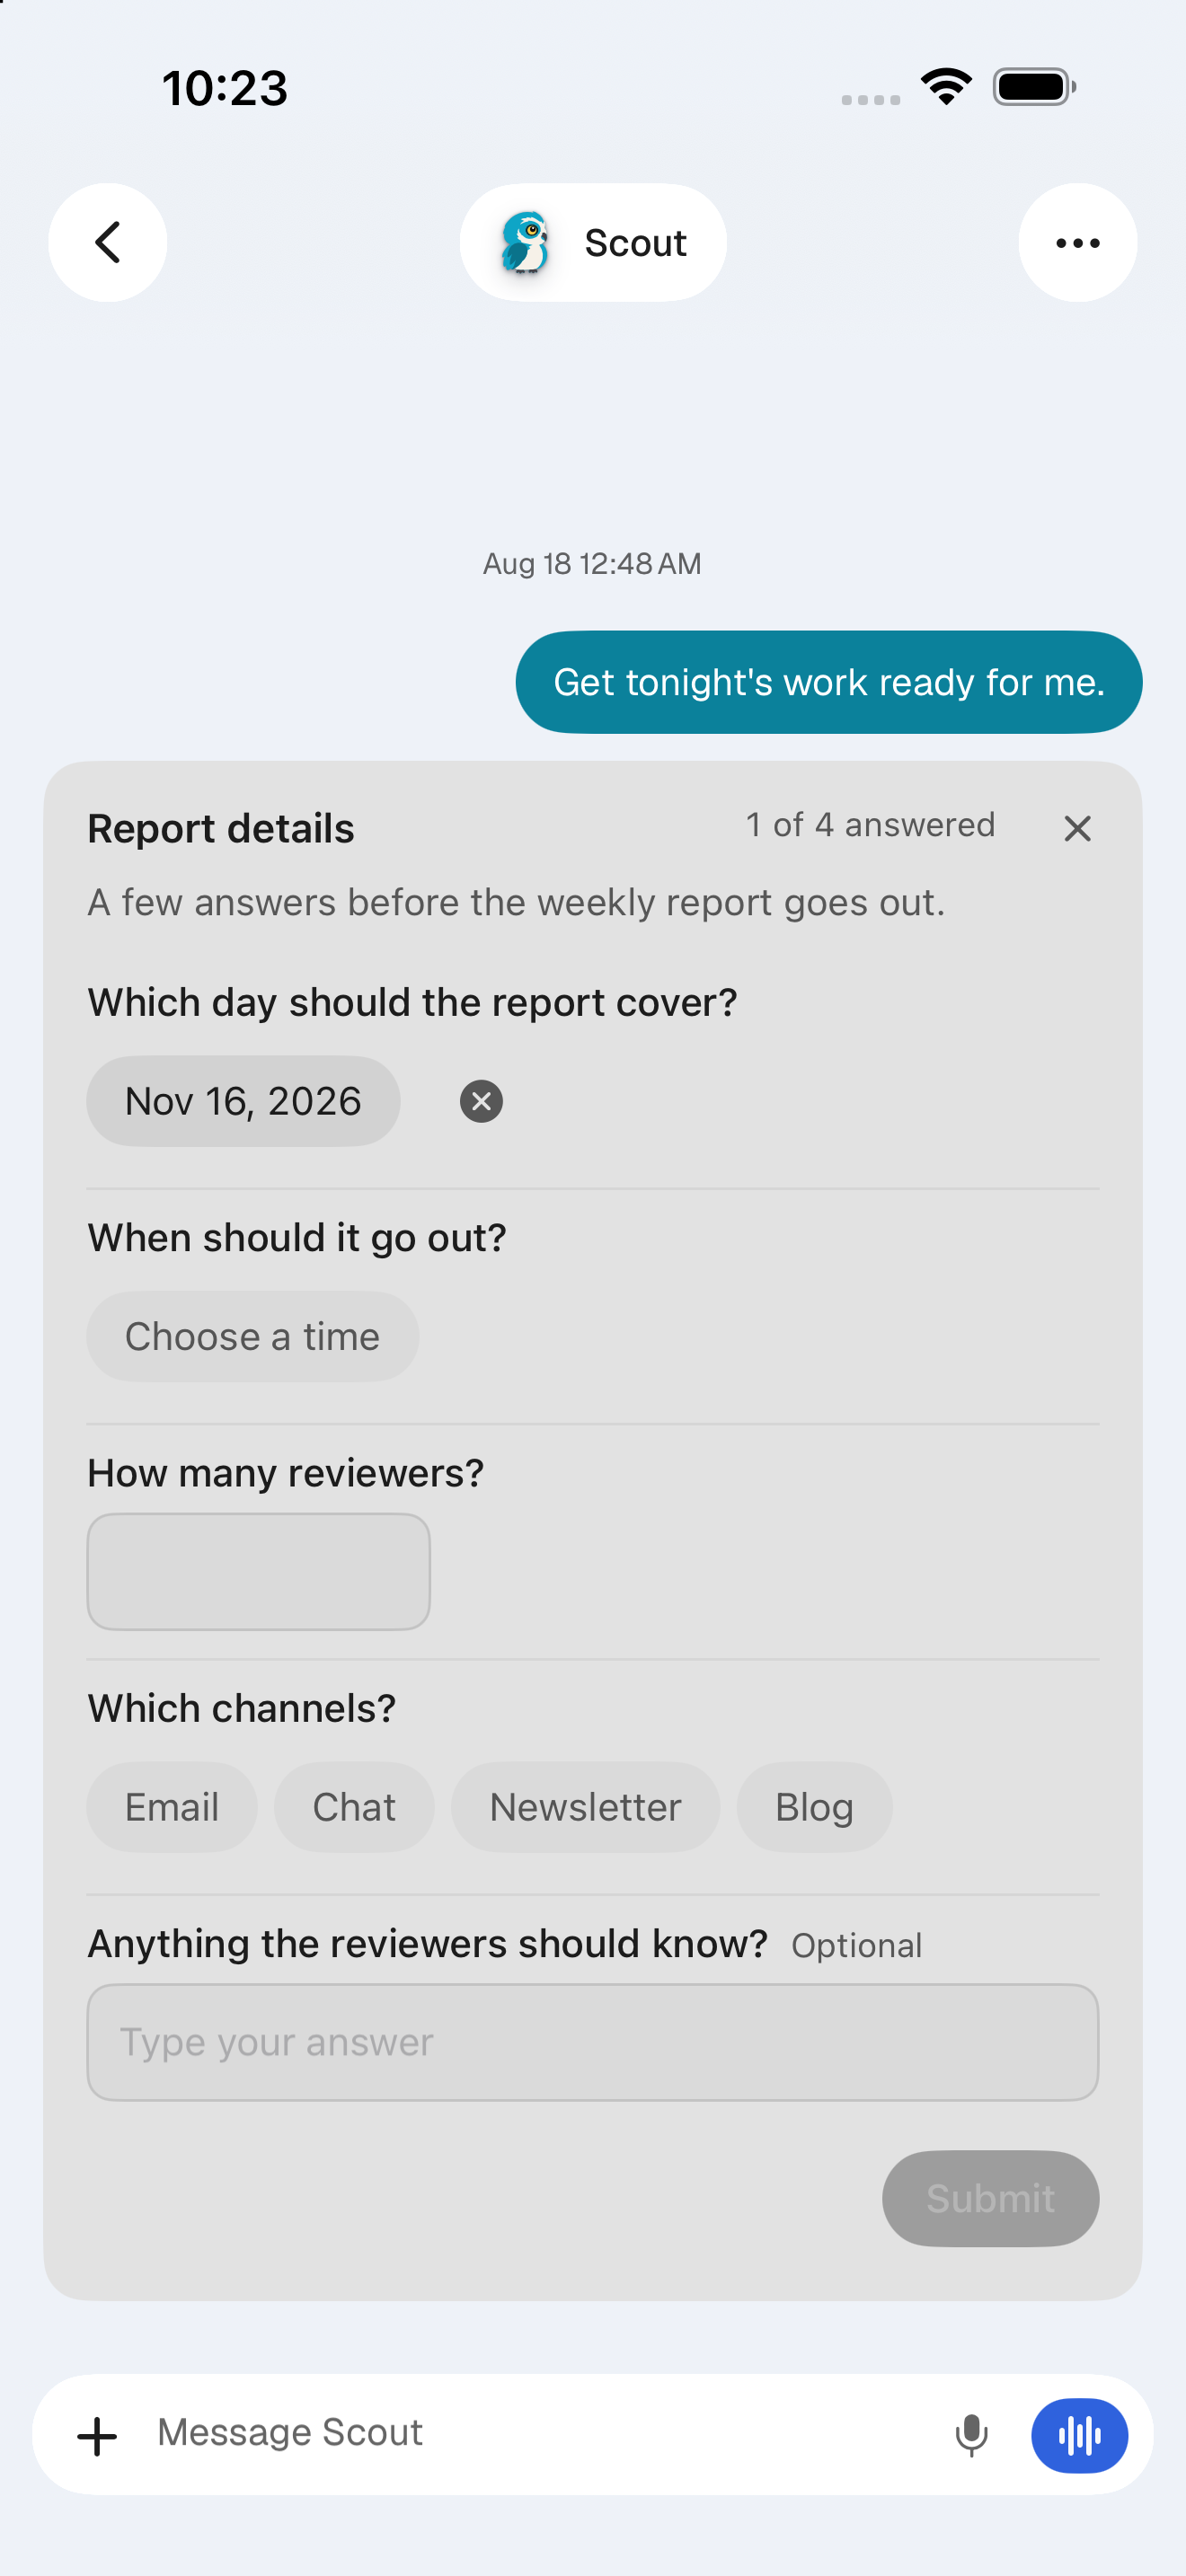 10:23
Scout
Aug 18 12:48 AM
Get tonight's work ready for me.
Report details
1 of 4 answered
A few answers before the weekly report goes out.
Which day should the report cover?
Nov 16, 2026
When should it go out?
Choose a time
How many reviewers?
Which channels?
Email
Chat
Newsletter
Blog
Anything the reviewers should know? Optional
Type your answer
Submit
Message Scout